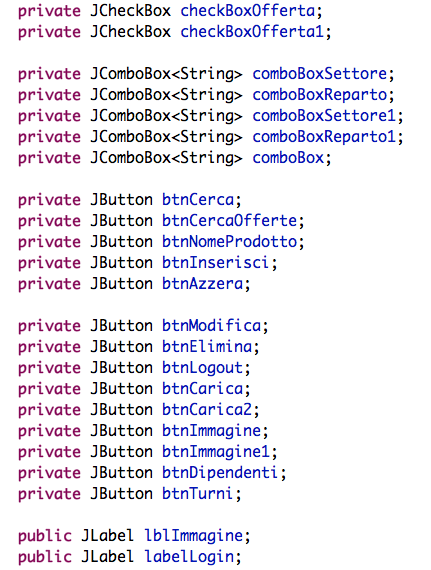 private JCheckBox checkBoxOfferta;
private JCheckBox checkBoxOfferta1;
private JComboBox<String> comboBoxSettore;
private JComboBox<String> comboBoxReparto;
private JComboBox<String> comboBoxSettore1;
private JComboBox<String> comboBoxReparto1;
private JComboBox<String> comboBox;
private JButton btnCerca;
private JButton btnCercaOfferte;
private JButton btnNomeProdotto;
private JButton btnInserisci;
private JButton btnAzzera;
private JButton btnModifica;
private JButton btnElimina;
private JButton btnLogout;
private JButton btnCarica;
private JButton btnCarica2;
private JButton btnImmagine;
private JButton btnImmagine1;
private JButton btnDipendenti;
private JButton btnTurni;
public JLabel lblImmagine;
public JLabel labelLogin;